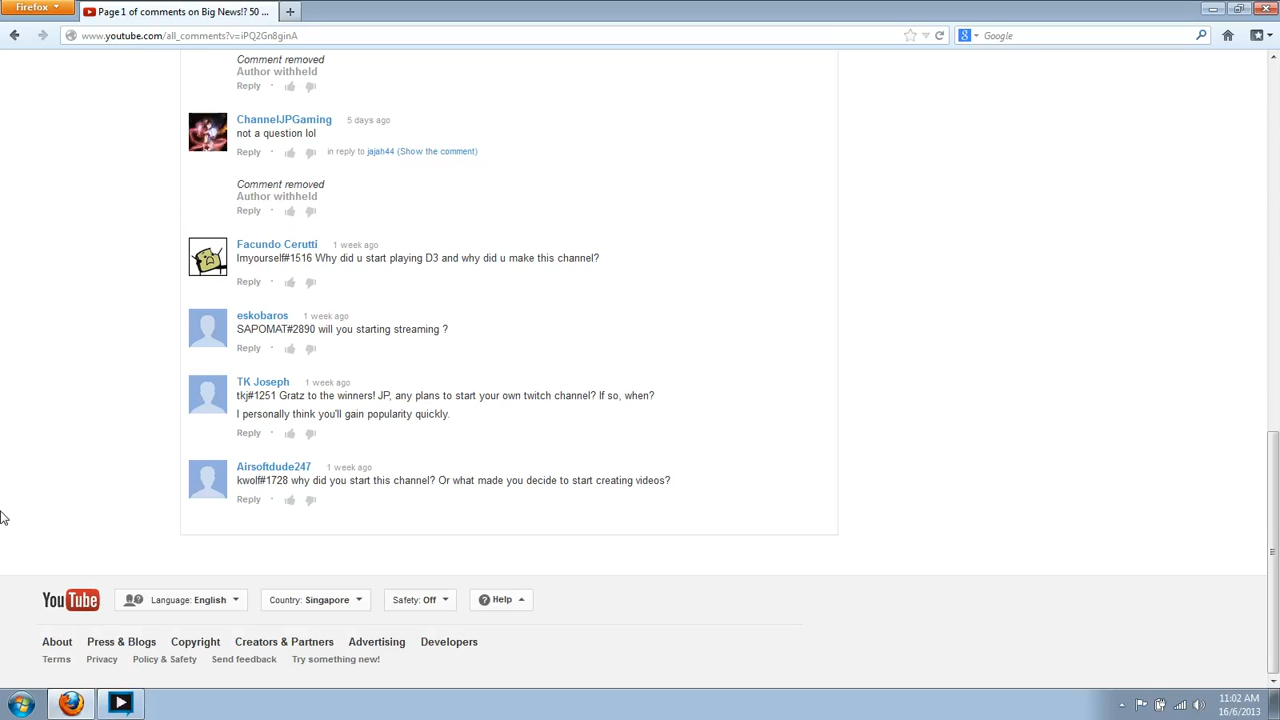 Firefox
Page 1 of comments on Big News!? 50 ...
www.youtube.com/all_comments?v=iPQ2Gn8ginA
Google
Comment removed
Author withheld
Reply
ChannelJPGaming 5 days ago
not a question lol
Reply · in reply to jajah44 (Show the comment)
Comment removed
Author withheld
Reply
Facundo Cerutti 1 week ago
Imyourself#1516 Why did u start playing D3 and why did u make this channel?
Reply
eskobaros 1 week ago
SAPOMAT#2890 will you starting streaming ?
Reply
TK Joseph 1 week ago
tkj#1251 Gratz to the winners! JP, any plans to start your own twitch channel? If so, when?
I personally think you'll gain popularity quickly.
Reply
Airsoftdude247 1 week ago
kwolf#1728 why did you start this channel? Or what made you decide to start creating videos?
Reply
YouTube Language: English Country: Singapore Safety: Off Help
About Press & Blogs Copyright Creators & Partners Advertising Developers
Terms Privacy Policy & Safety Send feedback Try something new!
11:02 AM
16/6/2013